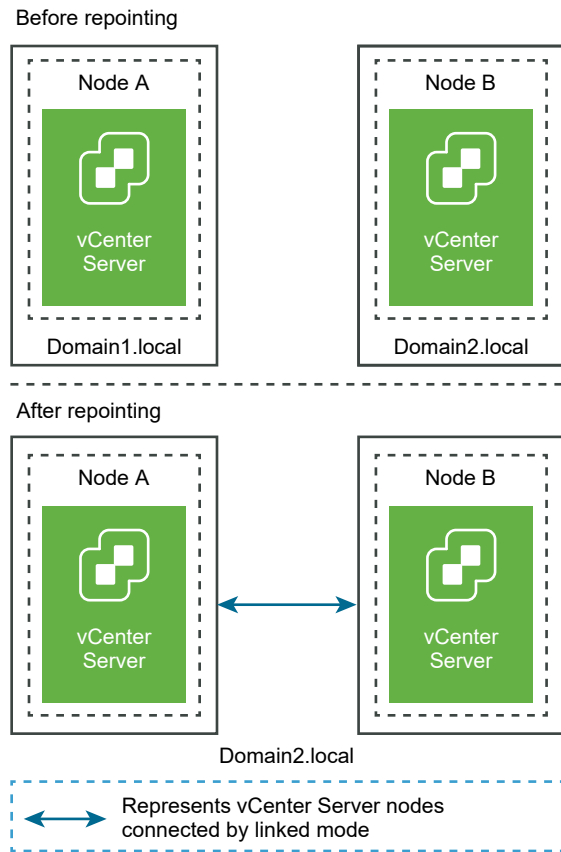 Before repointing
Node A
Node B
vCenter
Server
vCenter
Server
Domain1.local
Domain2.local
After repointing
Node A
Node B
vCenter
Server
vCenter
Server
Domain2.local
Represents vCenter Server nodes
connected by linked mode